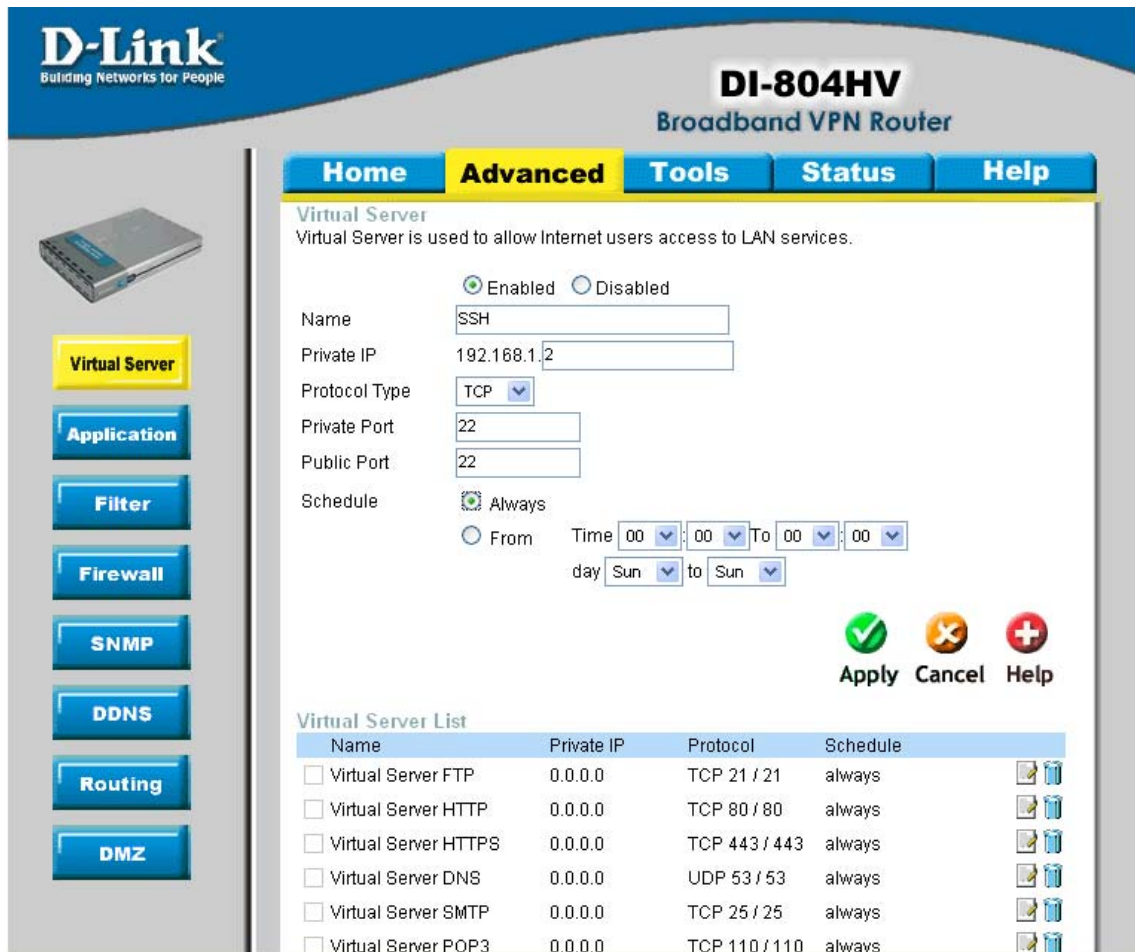 D-Link
Building Networks for People
DI-804HV
Broadband VPN Router
Home Advanced Tools Status Help
Virtual Server
Application
Filter
Firewall
SNMP
DDNS
Routing
DMZ
Virtual Server
Virtual Server is used to allow Internet users access to LAN services.
Enabled Disabled
Name SSH
Private IP 192.168.1.2
Protocol Type TCP
Private Port 22
Public Port 22
Schedule Always
From Time 00 : 00 To 00 : 00
day Sun to Sun
Apply Cancel Help
Virtual Server List
Name Private IP Protocol Schedule
Virtual Server FTP 0.0.0.0 TCP 21 / 21 always
Virtual Server HTTP 0.0.0.0 TCP 80 / 80 always
Virtual Server HTTPS 0.0.0.0 TCP 443 / 443 always
Virtual Server DNS 0.0.0.0 UDP 53 / 53 always
Virtual Server SMTP 0.0.0.0 TCP 25 / 25 always
Virtual Server POP3 0.0.0.0 TCP 110 / 110 always